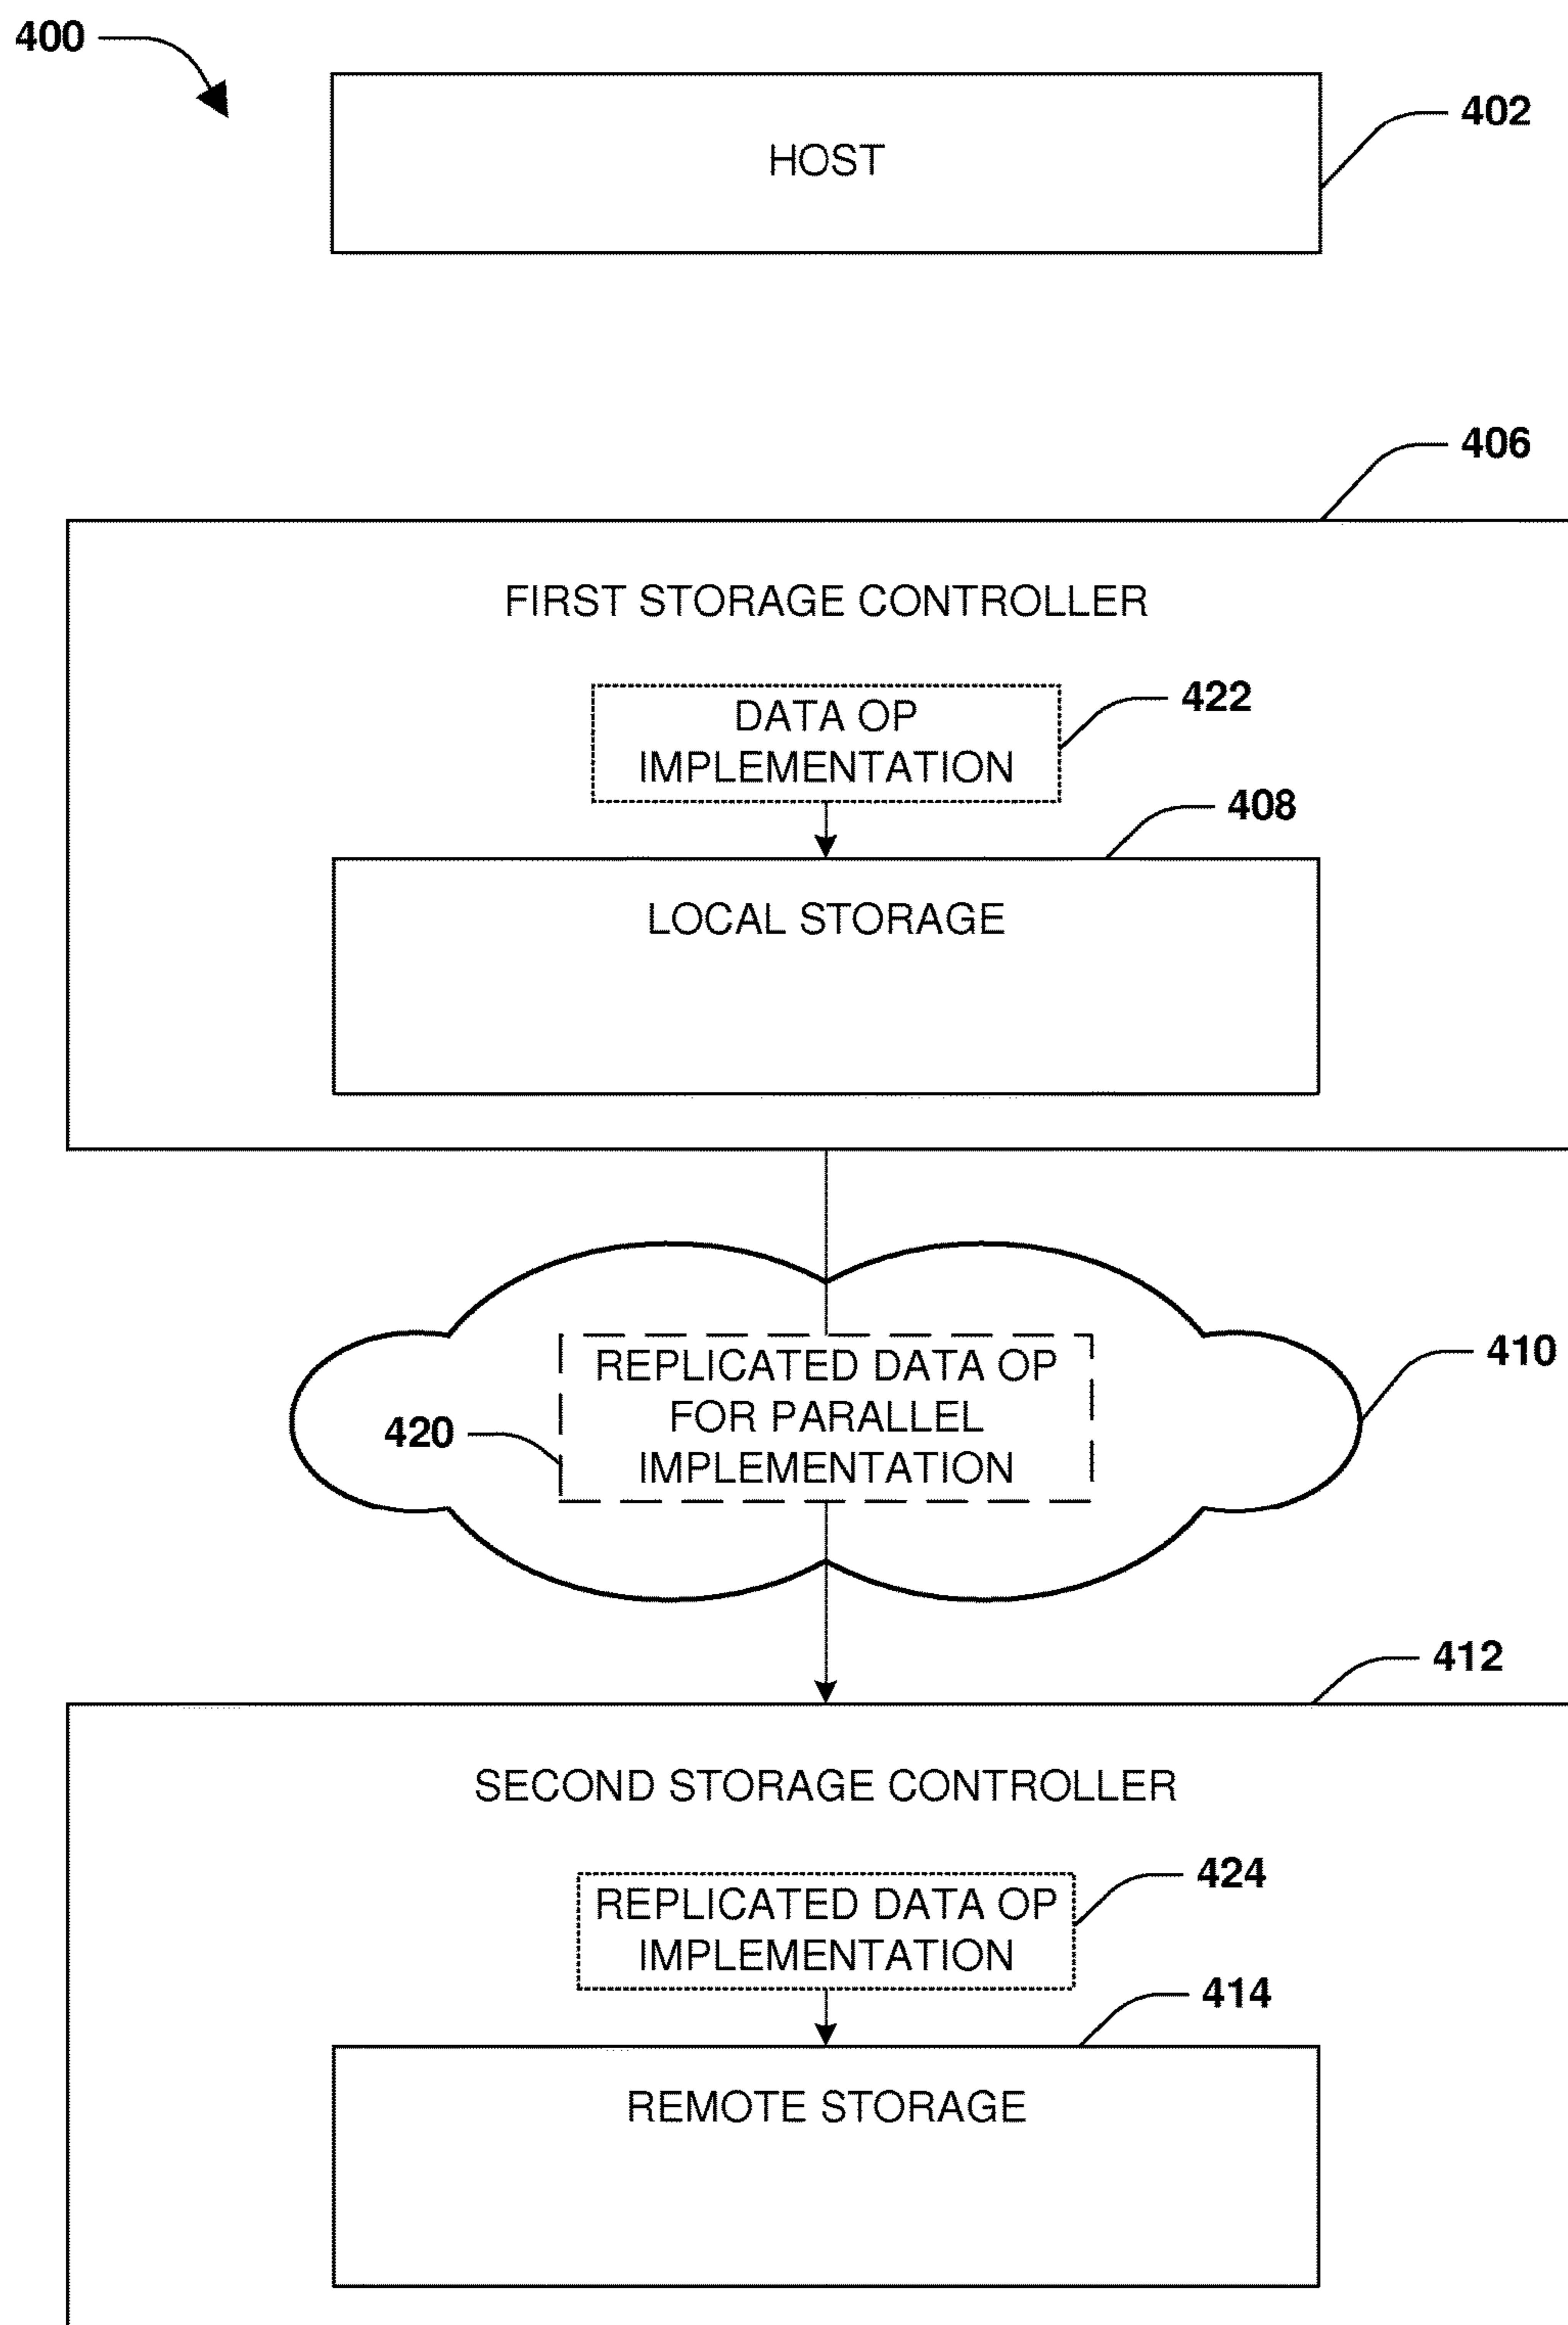 400
HOST
402
406
FIRST STORAGE CONTROLLER
DATA OP
IMPLEMENTATION
422
408
LOCAL STORAGE
REPLICATED DATA OP
FOR PARALLEL
IMPLEMENTATION
410
420
412
SECOND STORAGE CONTROLLER
REPLICATED DATA OP
IMPLEMENTATION
424
414
REMOTE STORAGE